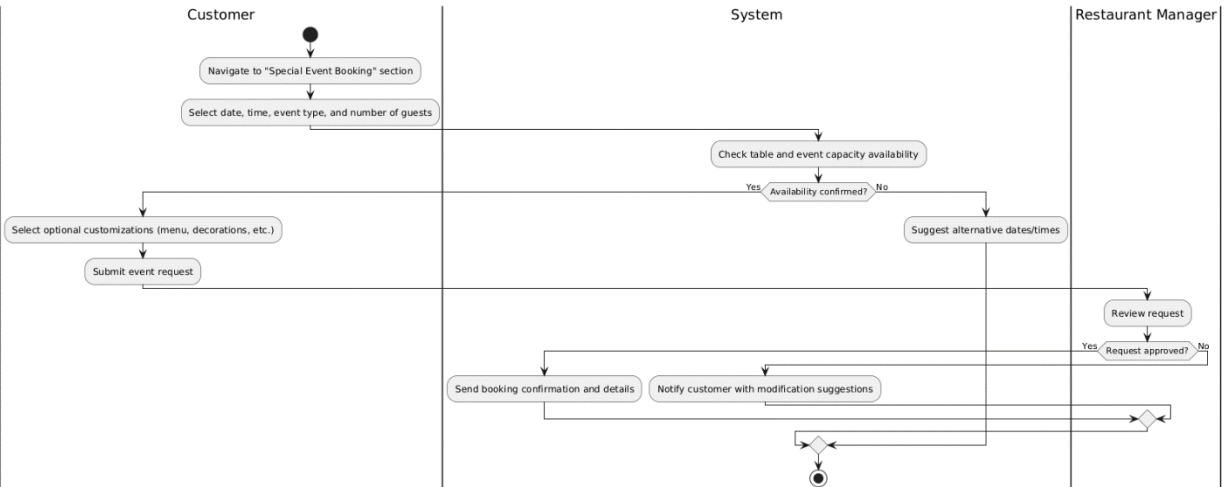 Customer
System
Restaurant Manager
Navigate to "Special Event Booking" section
Select date, time, event type, and number of guests
Check table and event capacity availability
Yes
Availability confirmed?
No
Select optional customizations (menu, decorations, etc.)
Suggest alternative dates/times
Submit event request
Review request
Yes
Request approved?
No
Send booking confirmation and details
Notify customer with modification suggestions